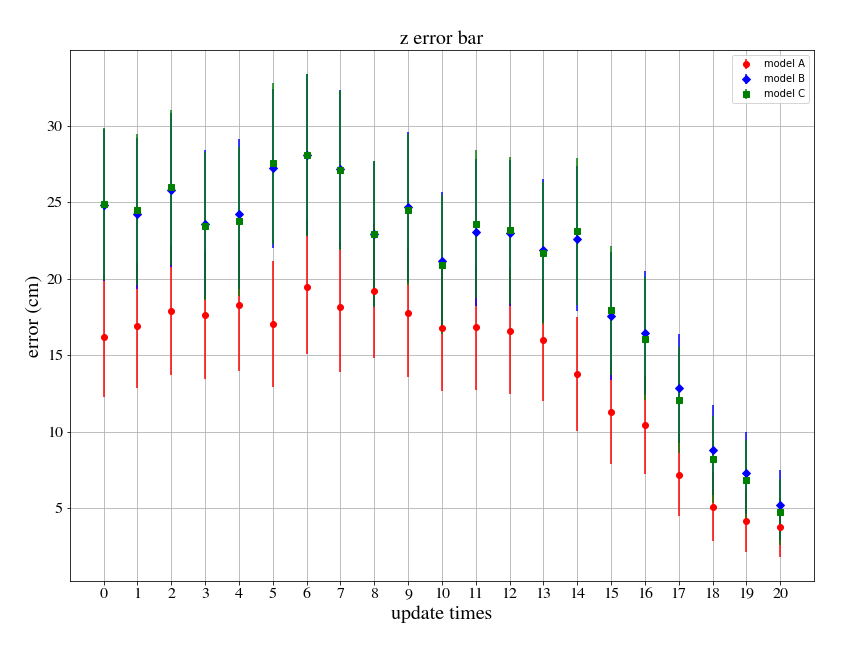 z error bar
model A
model B
model C
error (cm)
30
25
20
15
10
5
0 1 2 3 4 5 6 7 8 9 10 11 12 13 14 15 16 17 18 19 20
update times